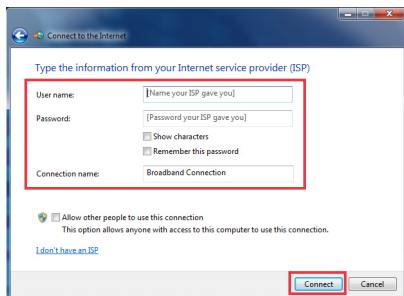 Connect to the Internet
Type the information from your Internet service provider (ISP)
User name: [Name your ISP gave you]
Password: [Password your ISP gave you]
Show characters
Remember this password
Connection name: Broadband Connection
Allow other people to use this connection
This option allows anyone with access to this computer to use this connection.
I don't have an ISP
Connect Cancel